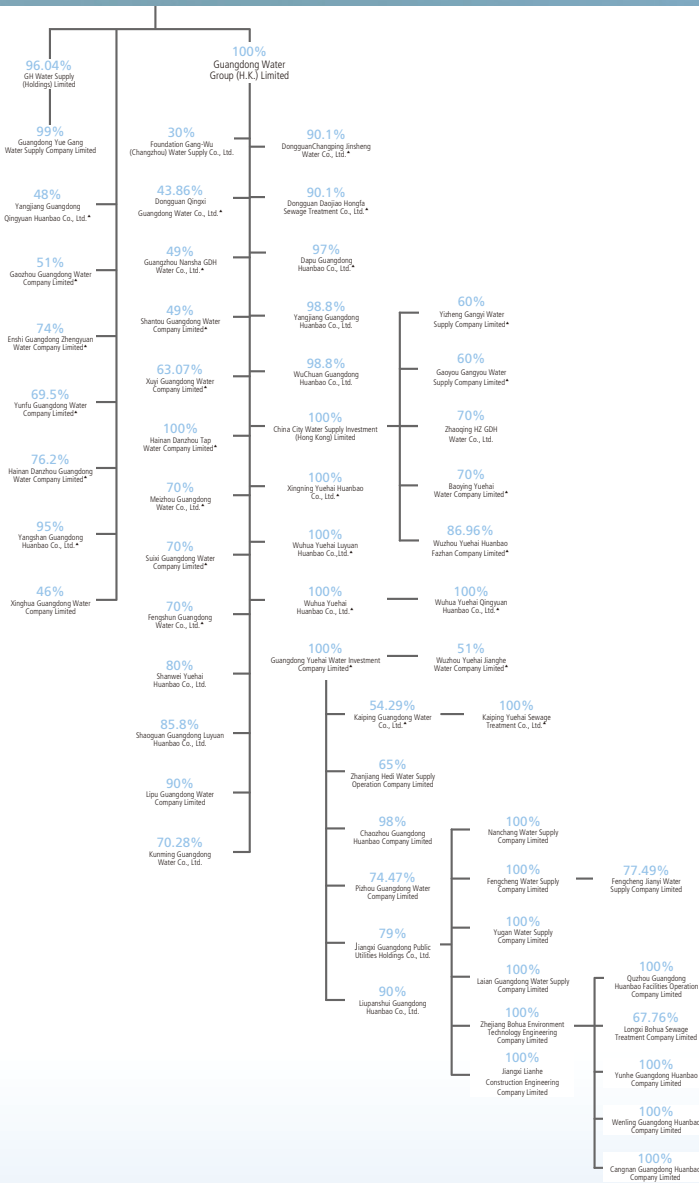 96.04%
GH Water Supply
(Holdings) Limited
99%
Guangdong Yue Gang
Water Supply Company Limited
48%
Yangjiang Guangdong
Qingyuan Huanbao Co., Ltd.▲
51%
Gaozhou Guangdong Water
Company Limited▲
74%
Enshi Guangdong Zhengyuan
Water Company Limited▲
69.5%
Yunfu Guangdong Water
Company Limited▲
76.2%
Hainan Danzhou Guangdong
Water Company Limited▲
95%
Yangshan Guangdong
Huanbao Co., Ltd.▲
46%
Xinghua Guangdong Water
Company Limited
100%
Guangdong Water
Group (H.K.) Limited
30%
Foundation Gang-Wu
(Changzhou) Water Supply Co., Ltd.
43.86%
Dongguan Qingxi
Guangdong Water Co., Ltd.▲
49%
Guangzhou Nansha GDH
Water Co., Ltd.▲
49%
Shantou Guangdong Water
Company Limited▲
63.07%
Xuyi Guangdong Water
Company Limited▲
100%
Hainan Danzhou Tap
Water Company Limited▲
70%
Meizhou Guangdong
Water Co., Ltd.▲
70%
Suixi Guangdong Water
Company Limited▲
70%
Fengshun Guangdong
Water Co., Ltd.▲
80%
Shanwei Yuehai
Huanbao Co., Ltd.
85.8%
Shaoguan Guangdong Luyuan
Huanbao Co., Ltd.
90%
Lipu Guangdong Water
Company Limited
70.28%
Kunming Guangdong
Water Co., Ltd.
90.1%
DongguanChangping Jinsheng
Water Co., Ltd.▲
90.1%
Dongguan Daojiao Hongfa
Sewage Treatment Co., Ltd.▲
97%
Dapu Guangdong
Huanbao Co., Ltd.▲
98.8%
Yangjiang Guangdong
Huanbao Co., Ltd.
98.8%
WuChuan Guangdong
Huanbao Co., Ltd.
100%
China City Water Supply Investment
(Hong Kong) Limited
100%
Xingning Yuehai Huanbao
Co., Ltd.▲
100%
Wuhua Yuehai Luyuan
Huanbao Co.,Ltd.▲
100%
Wuhua Yuehai
Huanbao Co., Ltd.▲
100%
Guangdong Yuehai Water Investment
Company Limited▲
60%
Yizheng Gangyi Water
Supply Company Limited▲
60%
Gaoyou Gangyou Water
Supply Company Limited▲
70%
Zhaoqing HZ GDH
Water Co., Ltd.
70%
Baoying Yuehai
Water Company Limited▲
86.96%
Wuzhou Yuehai Huanbao
Fazhan Company Limited▲
100%
Wuhua Yuehai Qingyuan
Huanbao Co., Ltd.▲
51%
Wuzhou Yuehai Jianghe
Water Company Limited▲
54.29%
Kaiping Guangdong Water
Co., Ltd.▲
100%
Kaiping Yuehai Sewage
Treatment Co., Ltd.▲
65%
Zhanjiang Hedi Water Supply
Operation Company Limited
98%
Chaozhou Guangdong
Huanbao Company Limited
74.47%
Pizhou Guangdong Water
Company Limited
79%
Jiangxi Guangdong Public
Utilities Holdings Co., Ltd.
90%
Liupanshui Guangdong
Huanbao Co., Ltd.
100%
Nanchang Water Supply
Company Limited
100%
Fengcheng Water Supply
Company Limited
77.49%
Fengcheng Jianyi Water
Supply Company Limited
100%
Yugan Water Supply
Company Limited
100%
Laian Guangdong Water Supply
Company Limited
100%
Zhejiang Bohua Environment
Technology Engineering
Company Limited
100%
Jiangxi Lianhe
Construction Engineering
Company Limited
100%
Quzhou Guangdong
Huanbao Facilities Operation
Company Limited
67.76%
Longxi Bohua Sewage
Treatment Company Limited
100%
Yunhe Guangdong Huanbao
Company Limited
100%
Wenling Guangdong Huanbao
Company Limited
100%
Cangnan Guangdong Huanbao
Company Limited